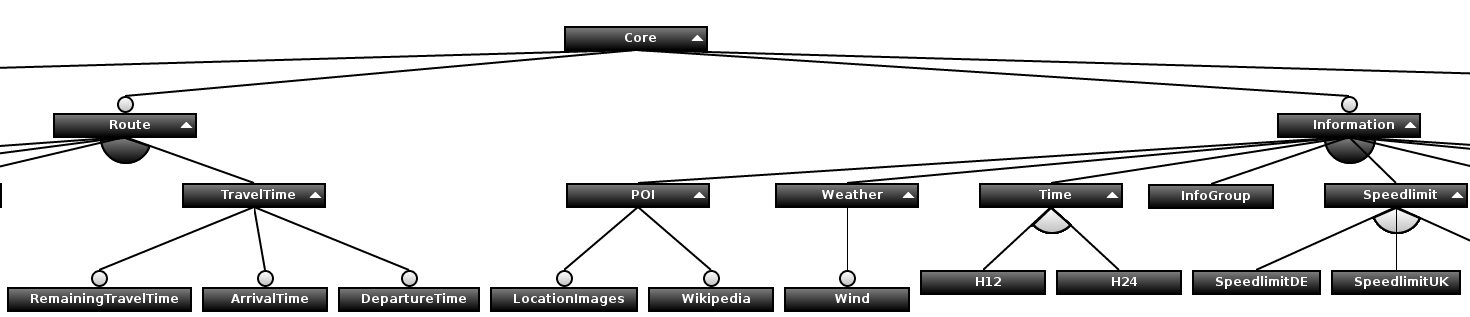 Core
Route
Information
TravelTime
POI
Weather
Time
InfoGroup
Speedlimit
RemainingTravelTime
ArrivalTime
DepartureTime
LocationImages
Wikipedia
Wind
H12
H24
SpeedlimitDE
SpeedlimitUK